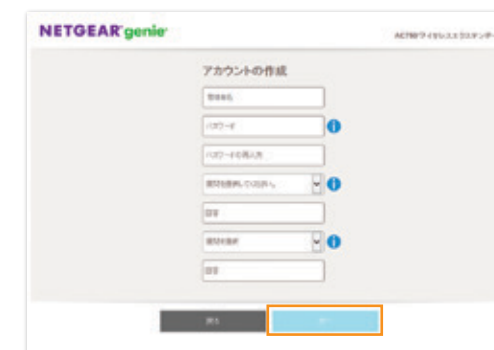 NETGEAR genie
アカウントの作成
管理者名
パスワード
パスワードの再入力
質問を選択してください。
回答
質問を選択
回答
戻る